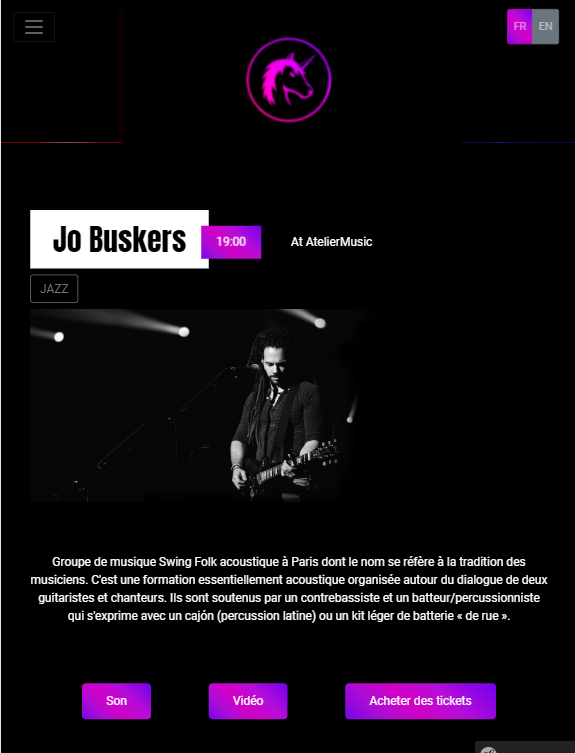 FR EN
Jo Buskers 19:00 At AtelierMusic
JAZZ
Groupe de musique Swing Folk acoustique à Paris dont le nom se réfère à la tradition des
musiciens. C'est une formation essentiellement acoustique organisée autour du dialogue de deux
guitaristes et chanteurs. Ils sont soutenus par un contrebassiste et un batteur/percussionniste
qui s'exprime avec un cajón (percussion latine) ou un kit léger de batterie « de rue ».
Son Vidéo Acheter des tickets